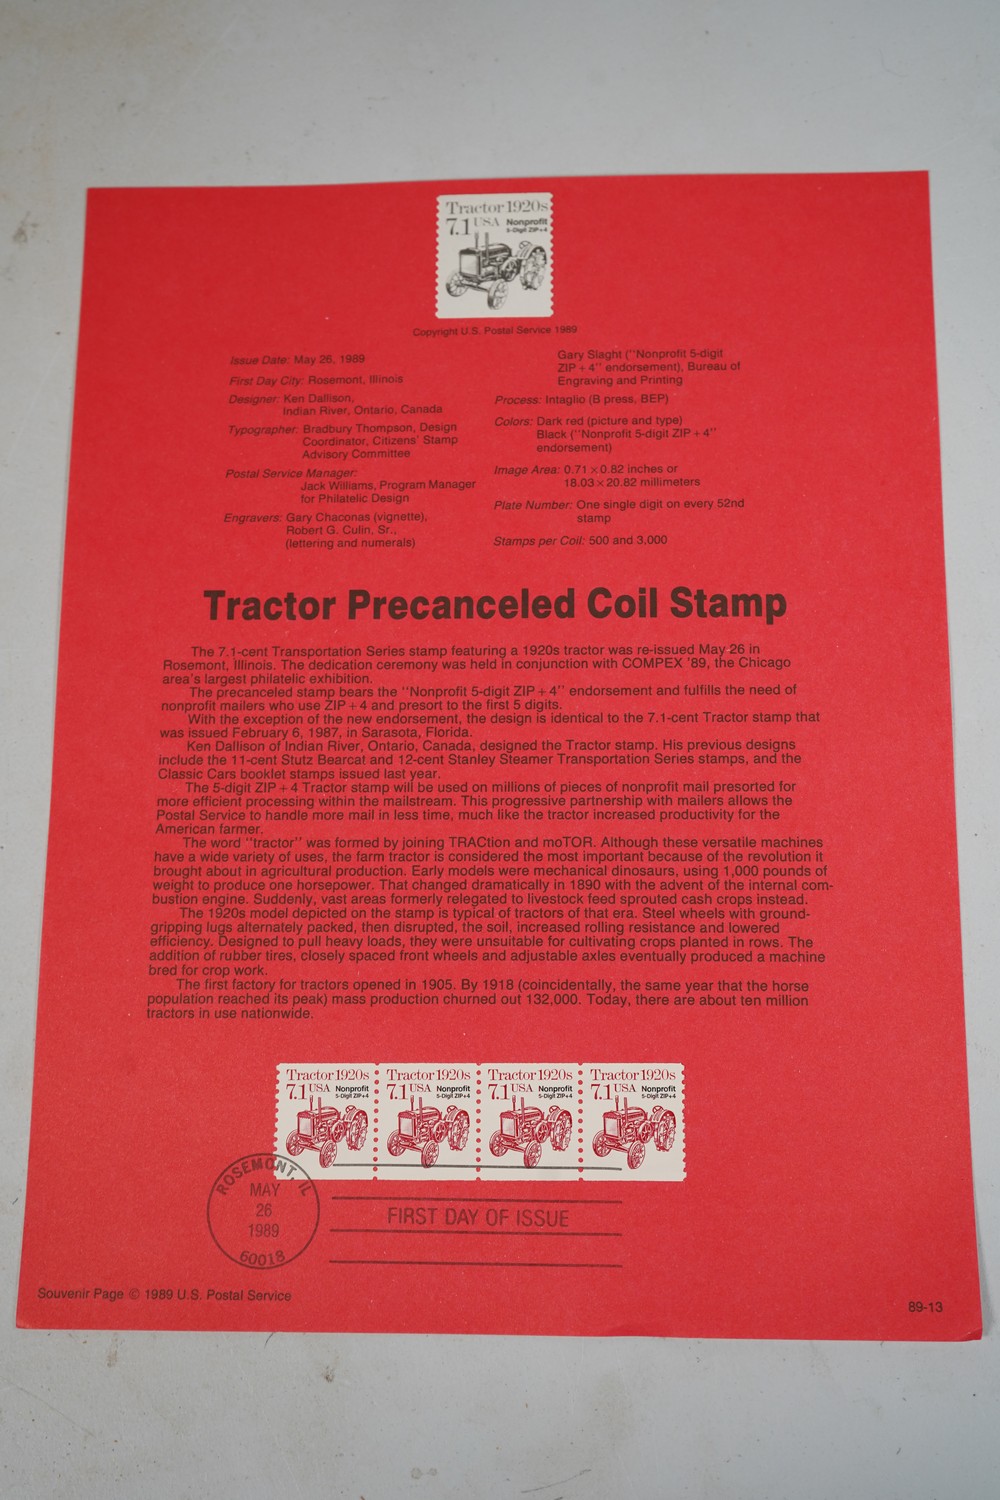 Tractor 1920s
7.1 USA Nonprofit
5-Digit ZIP+4
Copyright U.S. Postal Service 1989
Issue Date: May 26, 1989
First Day City: Rosemont, Illinois
Designer: Ken Dallison,
Indian River, Ontario, Canada
Typographer: Bradbury Thompson, Design
Coordinator, Citizens' Stamp
Advisory Committee
Postal Service Manager:
Jack Williams, Program Manager
for Philatelic Design
Engravers: Gary Chaconas (vignette),
Robert G. Culin, Sr.,
(lettering and numerals)
Gary Slaght ("Nonprofit 5-digit
ZIP + 4" endorsement), Bureau of
Engraving and Printing
Process: Intaglio (B press, BEP)
Colors: Dark red (picture and type)
Black ("Nonprofit 5-digit ZIP + 4"
endorsement)
Image Area: 0.71 × 0.82 inches or
18.03 × 20.82 millimeters
Plate Number: One single digit on every 52nd
stamp
Stamps per Coil: 500 and 3,000
Tractor Precanceled Coil Stamp
The 7.1-cent Transportation Series stamp featuring a 1920s tractor was re-issued May 26 in
Rosemont, Illinois. The dedication ceremony was held in conjunction with COMPEX '89, the Chicago
area's largest philatelic exhibition.
The precanceled stamp bears the "Nonprofit 5-digit ZIP + 4" endorsement and fulfills the need of
nonprofit mailers who use ZIP + 4 and presort to the first 5 digits.
With the exception of the new endorsement, the design is identical to the 7.1-cent Tractor stamp that
was issued February 6, 1987, in Sarasota, Florida.
Ken Dallison of Indian River, Ontario, Canada, designed the Tractor stamp. His previous designs
include the 11-cent Stutz Bearcat and 12-cent Stanley Steamer Transportation Series stamps, and the
Classic Cars booklet stamps issued last year.
The 5-digit ZIP + 4 Tractor stamp will be used on millions of pieces of nonprofit mail presorted for
more efficient processing within the mailstream. This progressive partnership with mailers allows the
Postal Service to handle more mail in less time, much like the tractor increased productivity for the
American farmer.
The word "tractor" was formed by joining TRACtion and moTOR. Although these versatile machines
have a wide variety of uses, the farm tractor is considered the most important because of the revolution it
brought about in agricultural production. Early models were mechanical dinosaurs, using 1,000 pounds of
weight to produce one horsepower. That changed dramatically in 1890 with the advent of the internal com-
bustion engine. Suddenly, vast areas formerly relegated to livestock feed sprouted cash crops instead.
The 1920s model depicted on the stamp is typical of tractors of that era. Steel wheels with ground-
gripping lugs alternately packed, then disrupted, the soil, increased rolling resistance and lowered
efficiency. Designed to pull heavy loads, they were unsuitable for cultivating crops planted in rows. The
addition of rubber tires, closely spaced front wheels and adjustable axles eventually produced a machine
bred for crop work.
The first factory for tractors opened in 1905. By 1918 (coincidentally, the same year that the horse
population reached its peak) mass production churned out 132,000. Today, there are about ten million
tractors in use nationwide.
Tractor 1920s Tractor 1920s Tractor 1920s Tractor 1920s
7.1 USA Nonprofit 7.1 USA Nonprofit 7.1 USA Nonprofit 7.1 USA Nonprofit
5-Digit ZIP+4 5-Digit ZIP+4 5-Digit ZIP+4 5-Digit ZIP+4
ROSEMONT, IL
MAY
26
1989
60018
FIRST DAY OF ISSUE
Souvenir Page © 1989 U.S. Postal Service
89-13